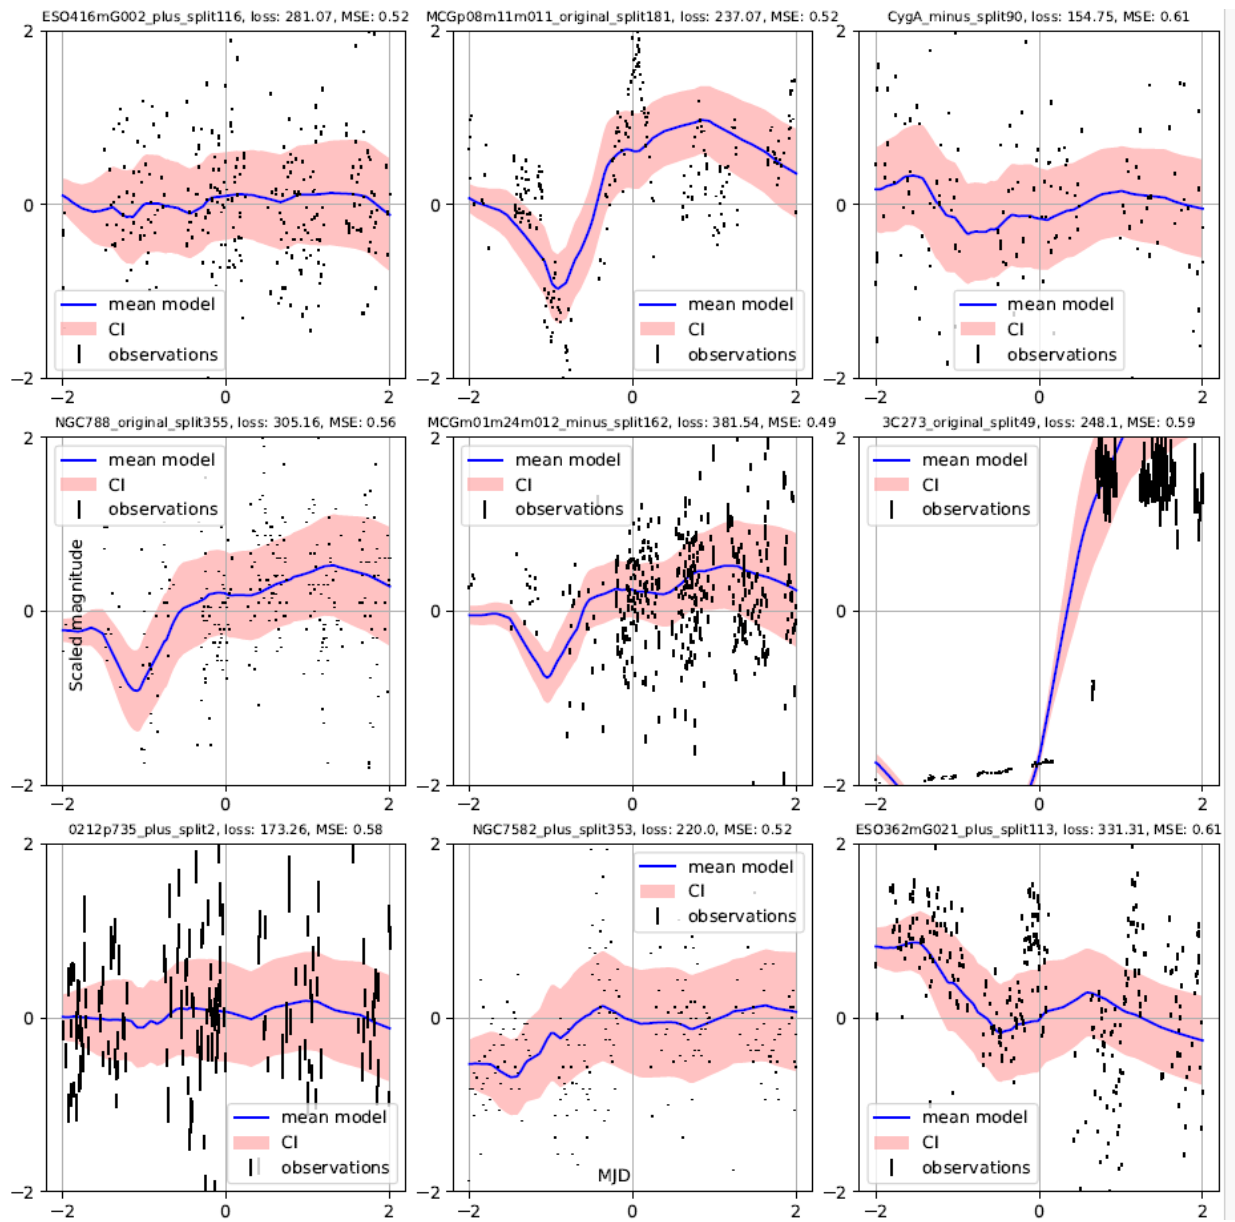 ESO416mG002_plus_split116, loss: 281.07, MSE: 0.52
2
0
−2
−2 0 2
mean model
CI
observations
MCGp08m11m011_original_split181, loss: 237.07, MSE: 0.52
2
0
−2
−2 0 2
mean model
CI
observations
CygA_minus_split90, loss: 154.75, MSE: 0.61
2
0
−2
−2 0 2
mean model
CI
observations
NGC788_original_split355, loss: 305.16, MSE: 0.56
2
0
−2
−2 0 2
mean model
CI
observations
Scaled magnitude
MCGm01m24m012_minus_split162, loss: 381.54, MSE: 0.49
2
0
−2
−2 0 2
mean model
CI
observations
3C273_original_split49, loss: 248.1, MSE: 0.59
2
0
−2
−2 0 2
mean model
CI
observations
0212p735_plus_split2, loss: 173.26, MSE: 0.58
2
0
−2
−2 0 2
mean model
CI
observations
NGC7582_plus_split353, loss: 220.0, MSE: 0.52
2
0
−2
−2 0 2
mean model
CI
observations
MJD
ESO362mG021_plus_split113, loss: 331.31, MSE: 0.61
2
0
−2
−2 0 2
mean model
CI
observations